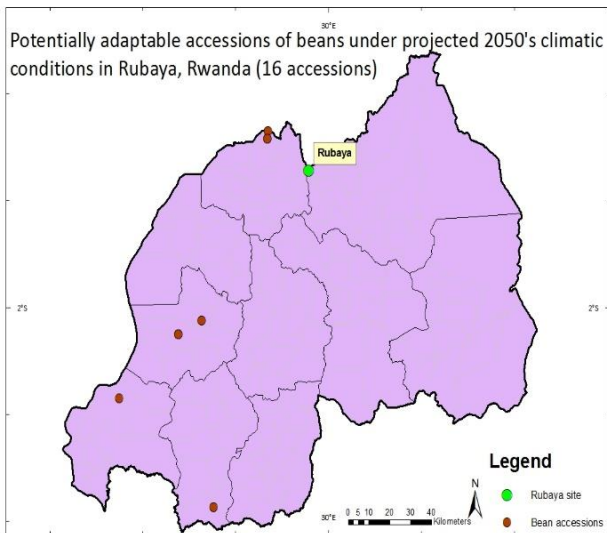 30°E
Potentially adaptable accessions of beans under projected 2050's climatic
conditions in Rubaya, Rwanda (16 accessions)
Rubaya
2°S 2°S
Legend
N
Rubaya site
0 5 10 20 30 40
Kilometers
30°E
Bean accessions